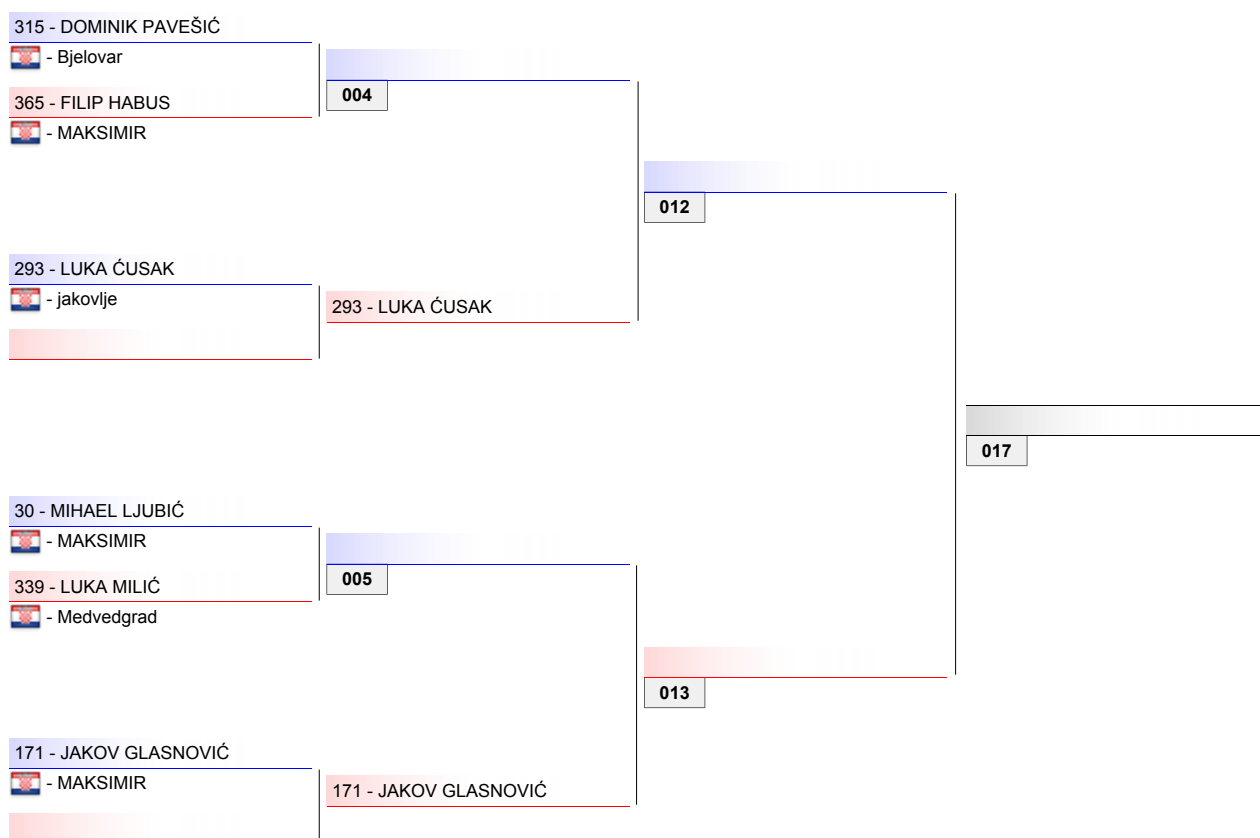 315 - DOMINIK PAVEŠIĆ
- Bjelovar
004
365 - FILIP HABUS
- MAKSIMIR
012
293 - LUKA ĆUSAK
- jakovlje
293 - LUKA ĆUSAK
017
30 - MIHAEL LJUBIĆ
- MAKSIMIR
005
339 - LUKA MILIĆ
- Medvedgrad
013
171 - JAKOV GLASNOVIĆ
- MAKSIMIR
171 - JAKOV GLASNOVIĆ